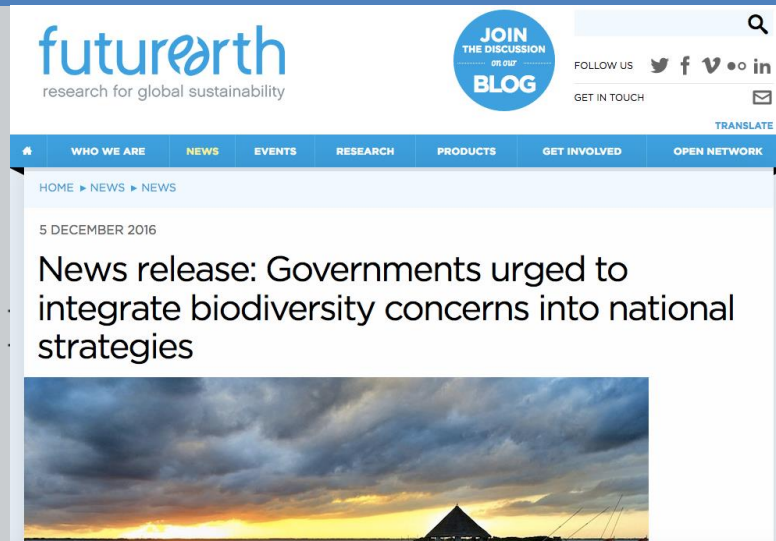 futurearth
research for global sustainability
JOIN
THE DISCUSSION
on our
BLOG
FOLLOW US
GET IN TOUCH
TRANSLATE
WHO WE ARE NEWS EVENTS RESEARCH PRODUCTS GET INVOLVED OPEN NETWORK
HOME ▸ NEWS ▸ NEWS
5 DECEMBER 2016
News release: Governments urged to
integrate biodiversity concerns into national
strategies